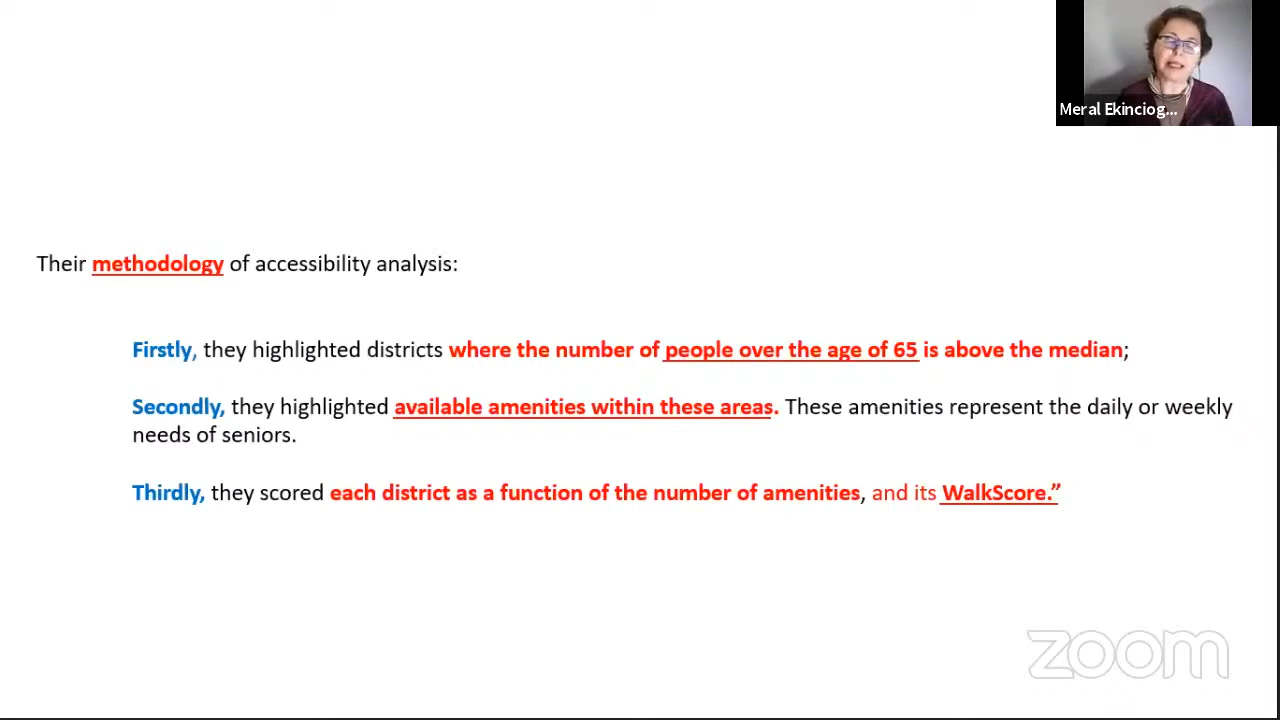 Meral Ekinciog...
Their methodology of accessibility analysis:
Firstly, they highlighted districts where the number of people over the age of 65 is above the median;
Secondly, they highlighted available amenities within these areas. These amenities represent the daily or weekly
needs of seniors.
Thirdly, they scored each district as a function of the number of amenities, and its WalkScore.”
zoom